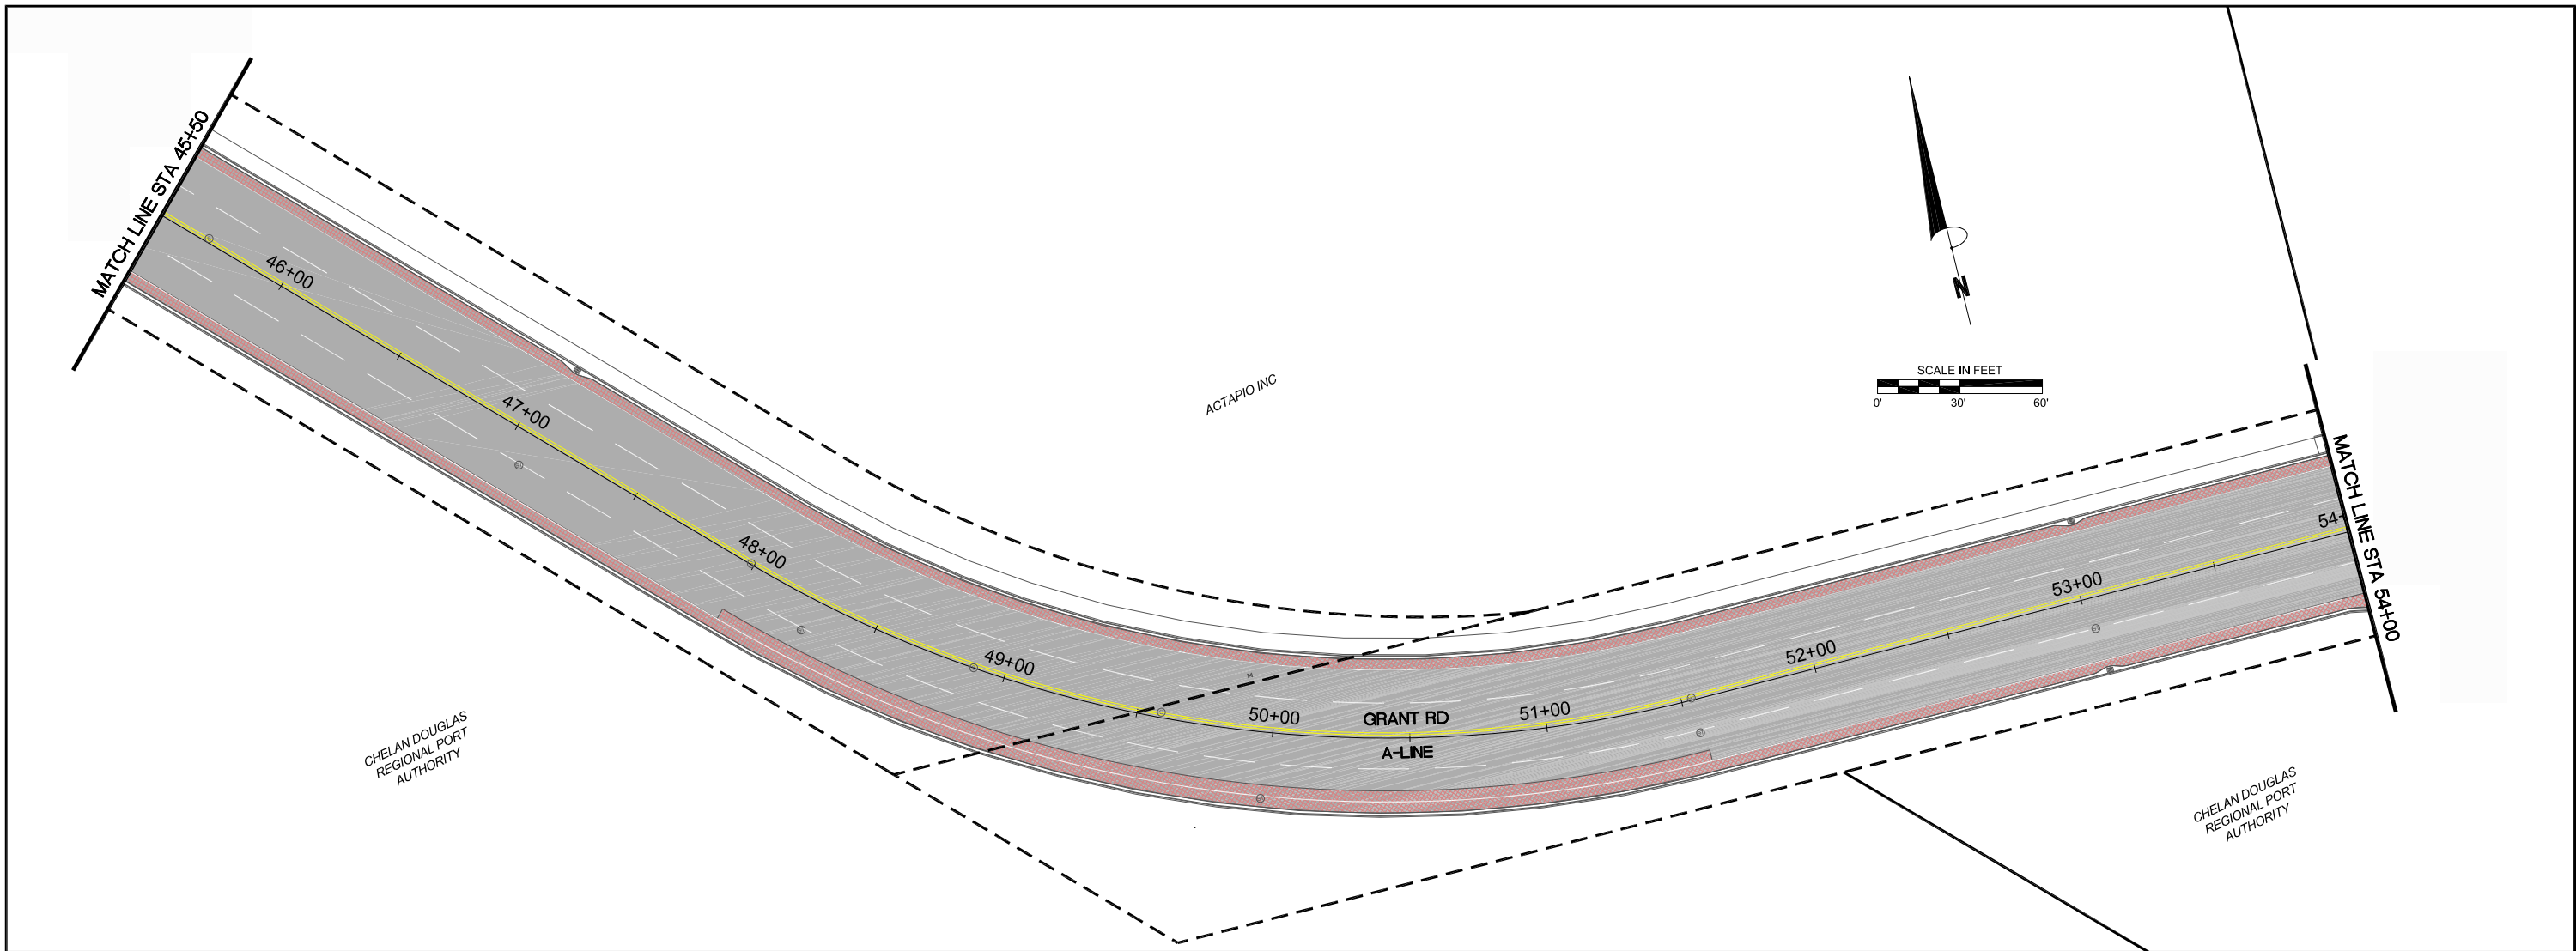 MATCH LINE STA 45+50
46+00
47+00
48+00
49+00
50+00
GRANT RD
A-LINE
51+00
52+00
53+00
54+
MATCH LINE STA 54+00
ACTAPIO INC
N
SCALE IN FEET
0' 30' 60'
CHELAN DOUGLAS
REGIONAL PORT
AUTHORITY
CHELAN DOUGLAS
REGIONAL PORT
AUTHORITY